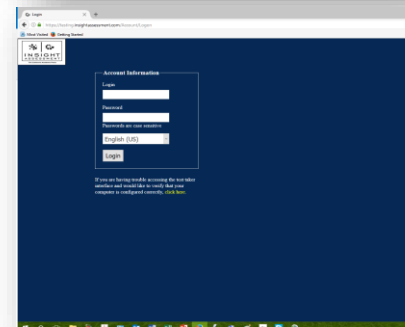 Login
https://testing.insightassessment.com/Account/Logon
Most Visited Getting Started
INSIGHT
ASSESSMENT
Account Information
Login
Password
Passwords are case sensitive
English (US)
Login
If you are having trouble accessing the test taker
interface and would like to verify that your
computer is configured correctly, click here.